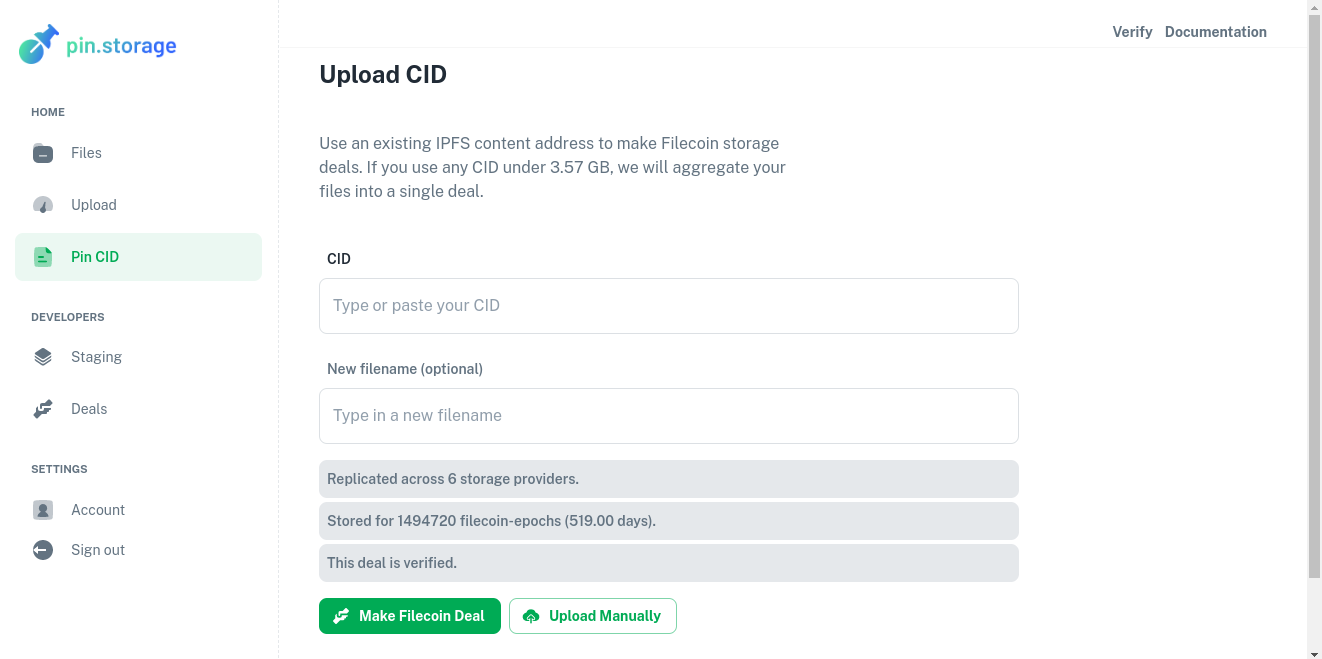 pin.storage
Verify Documentation
HOME
Files
Upload
Pin CID
DEVELOPERS
Staging
Deals
SETTINGS
Account
Sign out
Upload CID
Use an existing IPFS content address to make Filecoin storage
deals. If you use any CID under 3.57 GB, we will aggregate your
files into a single deal.
CID
Type or paste your CID
New filename (optional)
Type in a new filename
Replicated across 6 storage providers.
Stored for 1494720 filecoin-epochs (519.00 days).
This deal is verified.
Make Filecoin Deal Upload Manually